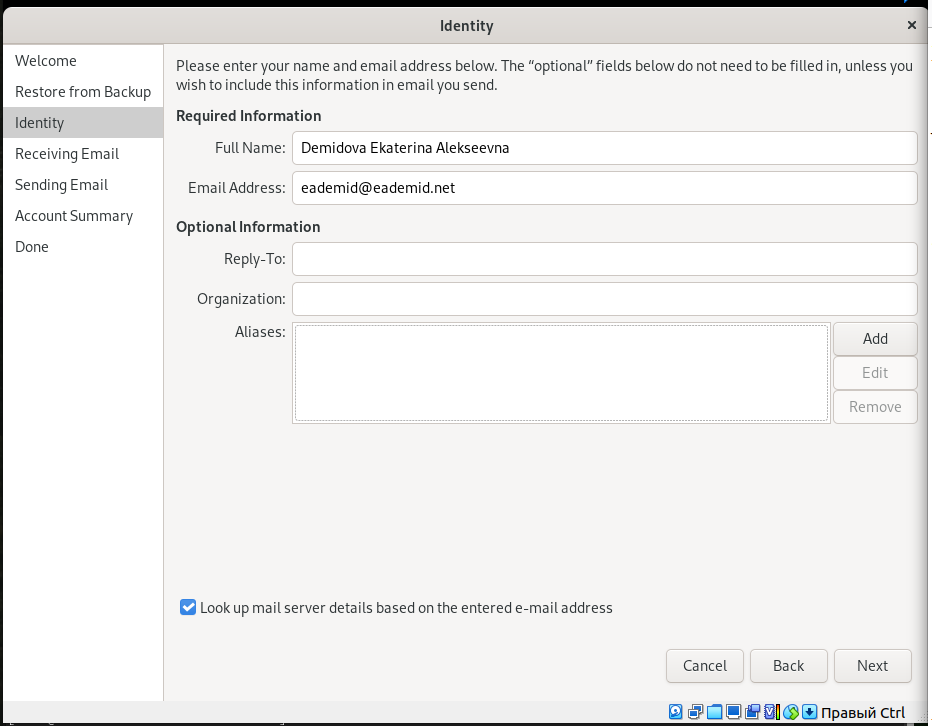 Identity
Welcome
Restore from Backup
Identity
Receiving Email
Sending Email
Account Summary
Done
Please enter your name and email address below. The “optional” fields below do not need to be filled in, unless you
wish to include this information in email you send.
Required Information
Full Name: Demidova Ekaterina Alekseevna
Email Address: eademid@eademid.net
Optional Information
Reply-To:
Organization:
Aliases:
Add
Edit
Remove
Look up mail server details based on the entered e-mail address
Cancel Back Next
Правый Ctrl